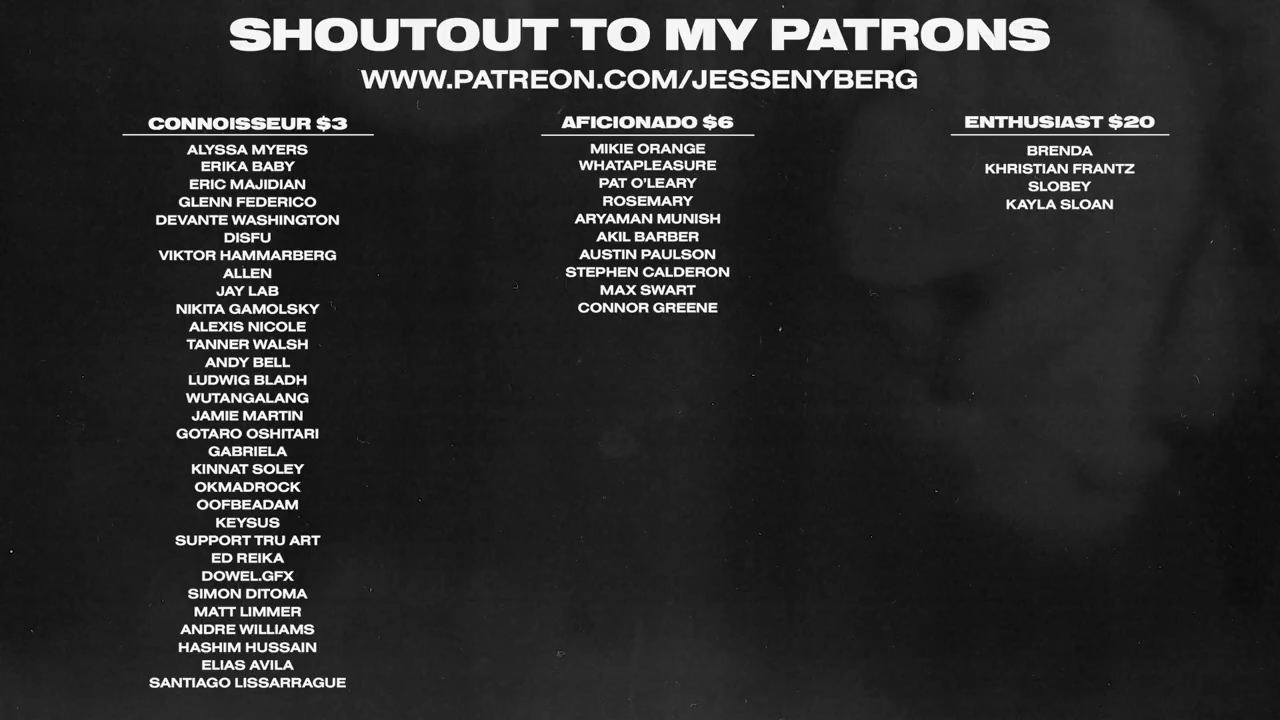 SHOUTOUT TO MY PATRONS
WWW.PATREON.COM/JESSENYBERG
CONNOISSEUR $3
ALYSSA MYERS
ERIKA BABY
ERIC MAJIDIAN
GLENN FEDERICO
DEVANTE WASHINGTON
DISFU
VIKTOR HAMMARBERG
ALLEN
JAY LAB
NIKITA GAMOLSKY
ALEXIS NICOLE
TANNER WALSH
ANDY BELL
LUDWIG BLADH
WUTANGALANG
JAMIE MARTIN
GOTARO OSHITARI
GABRIELA
KINNAT SOLEY
OKMADROCK
OOFBEADAM
KEYSUS
SUPPORT TRU ART
ED REIKA
DOWEL.GFX
SIMON DITOMA
MATT LIMMER
ANDRE WILLIAMS
HASHIM HUSSAIN
ELIAS AVILA
SANTIAGO LISSARRAGUE
AFICIONADO $6
MIKIE ORANGE
WHATAPLEASURE
PAT O'LEARY
ROSEMARY
ARYAMAN MUNISH
AKIL BARBER
AUSTIN PAULSON
STEPHEN CALDERON
MAX SWART
CONNOR GREENE
ENTHUSIAST $20
BRENDA
KHRISTIAN FRANTZ
SLOBEY
KAYLA SLOAN